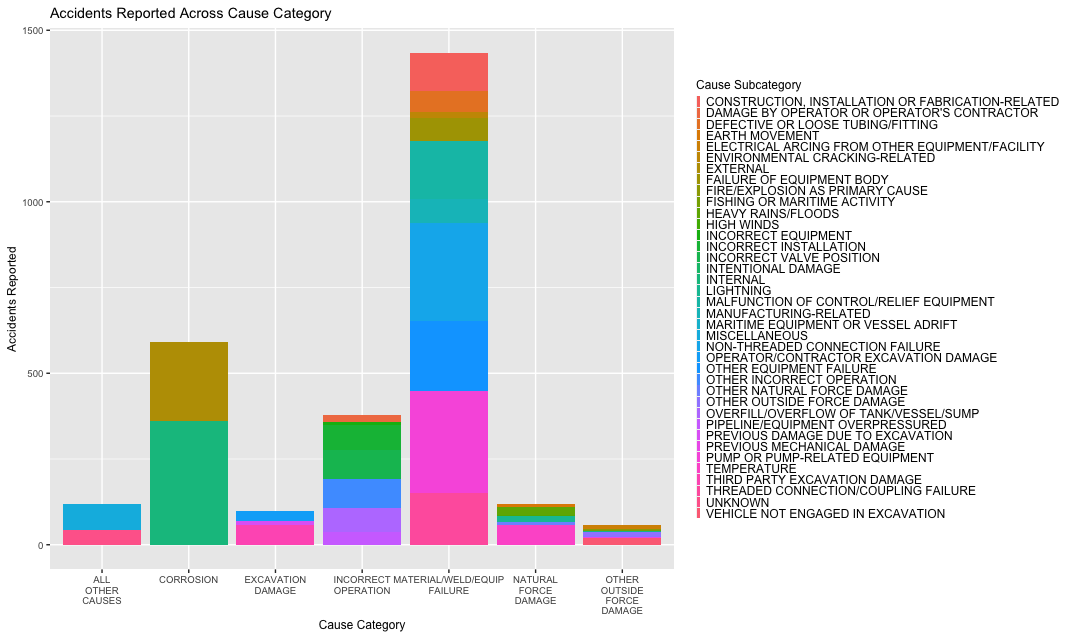 Accidents Reported Across Cause Category
1500
1000
500
0
Accidents Reported
ALL
OTHER
CAUSES
CORROSION
EXCAVATION
DAMAGE
INCORRECT
OPERATION
MATERIAL/WELD/EQUIP
FAILURE
NATURAL
FORCE
DAMAGE
OTHER
OUTSIDE
FORCE
DAMAGE
Cause Category
Cause Subcategory
CONSTRUCTION, INSTALLATION OR FABRICATION-RELATED
DAMAGE BY OPERATOR OR OPERATOR'S CONTRACTOR
DEFECTIVE OR LOOSE TUBING/FITTING
EARTH MOVEMENT
ELECTRICAL ARCING FROM OTHER EQUIPMENT/FACILITY
ENVIRONMENTAL CRACKING-RELATED
EXTERNAL
FAILURE OF EQUIPMENT BODY
FIRE/EXPLOSION AS PRIMARY CAUSE
FISHING OR MARITIME ACTIVITY
HEAVY RAINS/FLOODS
HIGH WINDS
INCORRECT EQUIPMENT
INCORRECT INSTALLATION
INCORRECT VALVE POSITION
INTENTIONAL DAMAGE
INTERNAL
LIGHTNING
MALFUNCTION OF CONTROL/RELIEF EQUIPMENT
MANUFACTURING-RELATED
MARITIME EQUIPMENT OR VESSEL ADRIFT
MISCELLANEOUS
NON-THREADED CONNECTION FAILURE
OPERATOR/CONTRACTOR EXCAVATION DAMAGE
OTHER EQUIPMENT FAILURE
OTHER INCORRECT OPERATION
OTHER NATURAL FORCE DAMAGE
OTHER OUTSIDE FORCE DAMAGE
OVERFILL/OVERFLOW OF TANK/VESSEL/SUMP
PIPELINE/EQUIPMENT OVERPRESSURED
PREVIOUS DAMAGE DUE TO EXCAVATION
PREVIOUS MECHANICAL DAMAGE
PUMP OR PUMP-RELATED EQUIPMENT
TEMPERATURE
THIRD PARTY EXCAVATION DAMAGE
THREADED CONNECTION/COUPLING FAILURE
UNKNOWN
VEHICLE NOT ENGAGED IN EXCAVATION